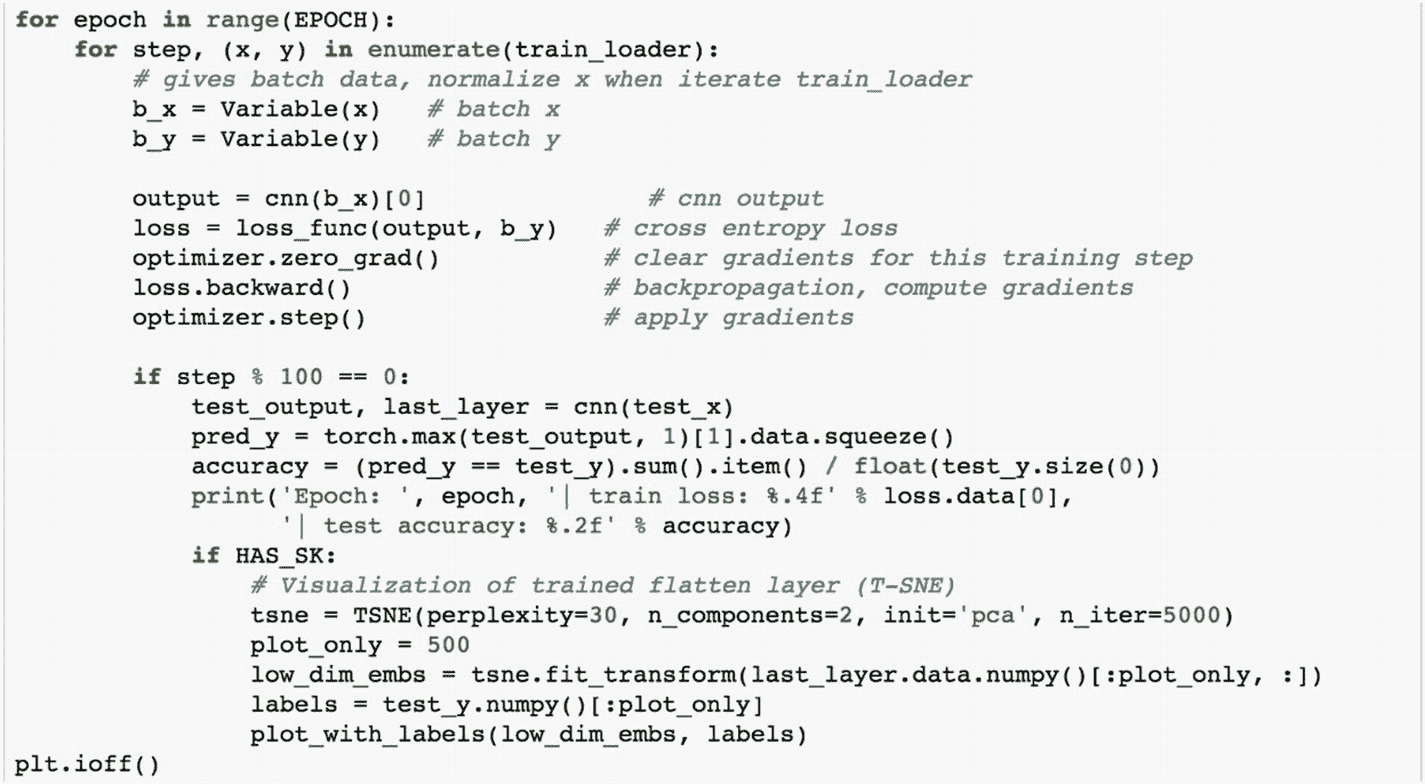 for epoch in range(EPOCH):
    for step, (x, y) in enumerate(train_loader):
        # gives batch data, normalize x when iterate train_loader
        b_x = Variable(x)   # batch x
        b_y = Variable(y)   # batch y

        output = cnn(b_x)[0]               # cnn output
        loss = loss_func(output, b_y)   # cross entropy loss
        optimizer.zero_grad()           # clear gradients for this training step
        loss.backward()                 # backpropagation, compute gradients
        optimizer.step()                # apply gradients

        if step % 100 == 0:
            test_output, last_layer = cnn(test_x)
            pred_y = torch.max(test_output, 1)[1].data.squeeze()
            accuracy = (pred_y == test_y).sum().item() / float(test_y.size(0))
            print('Epoch: ', epoch, '| train loss: %.4f' % loss.data[0],
                  '| test accuracy: %.2f' % accuracy)
            if HAS_SK:
                # Visualization of trained flatten layer (T-SNE)
                tsne = TSNE(perplexity=30, n_components=2, init='pca', n_iter=5000)
                plot_only = 500
                low_dim_embs = tsne.fit_transform(last_layer.data.numpy()[:plot_only, :])
                labels = test_y.numpy()[:plot_only]
                plot_with_labels(low_dim_embs, labels)
plt.ioff()